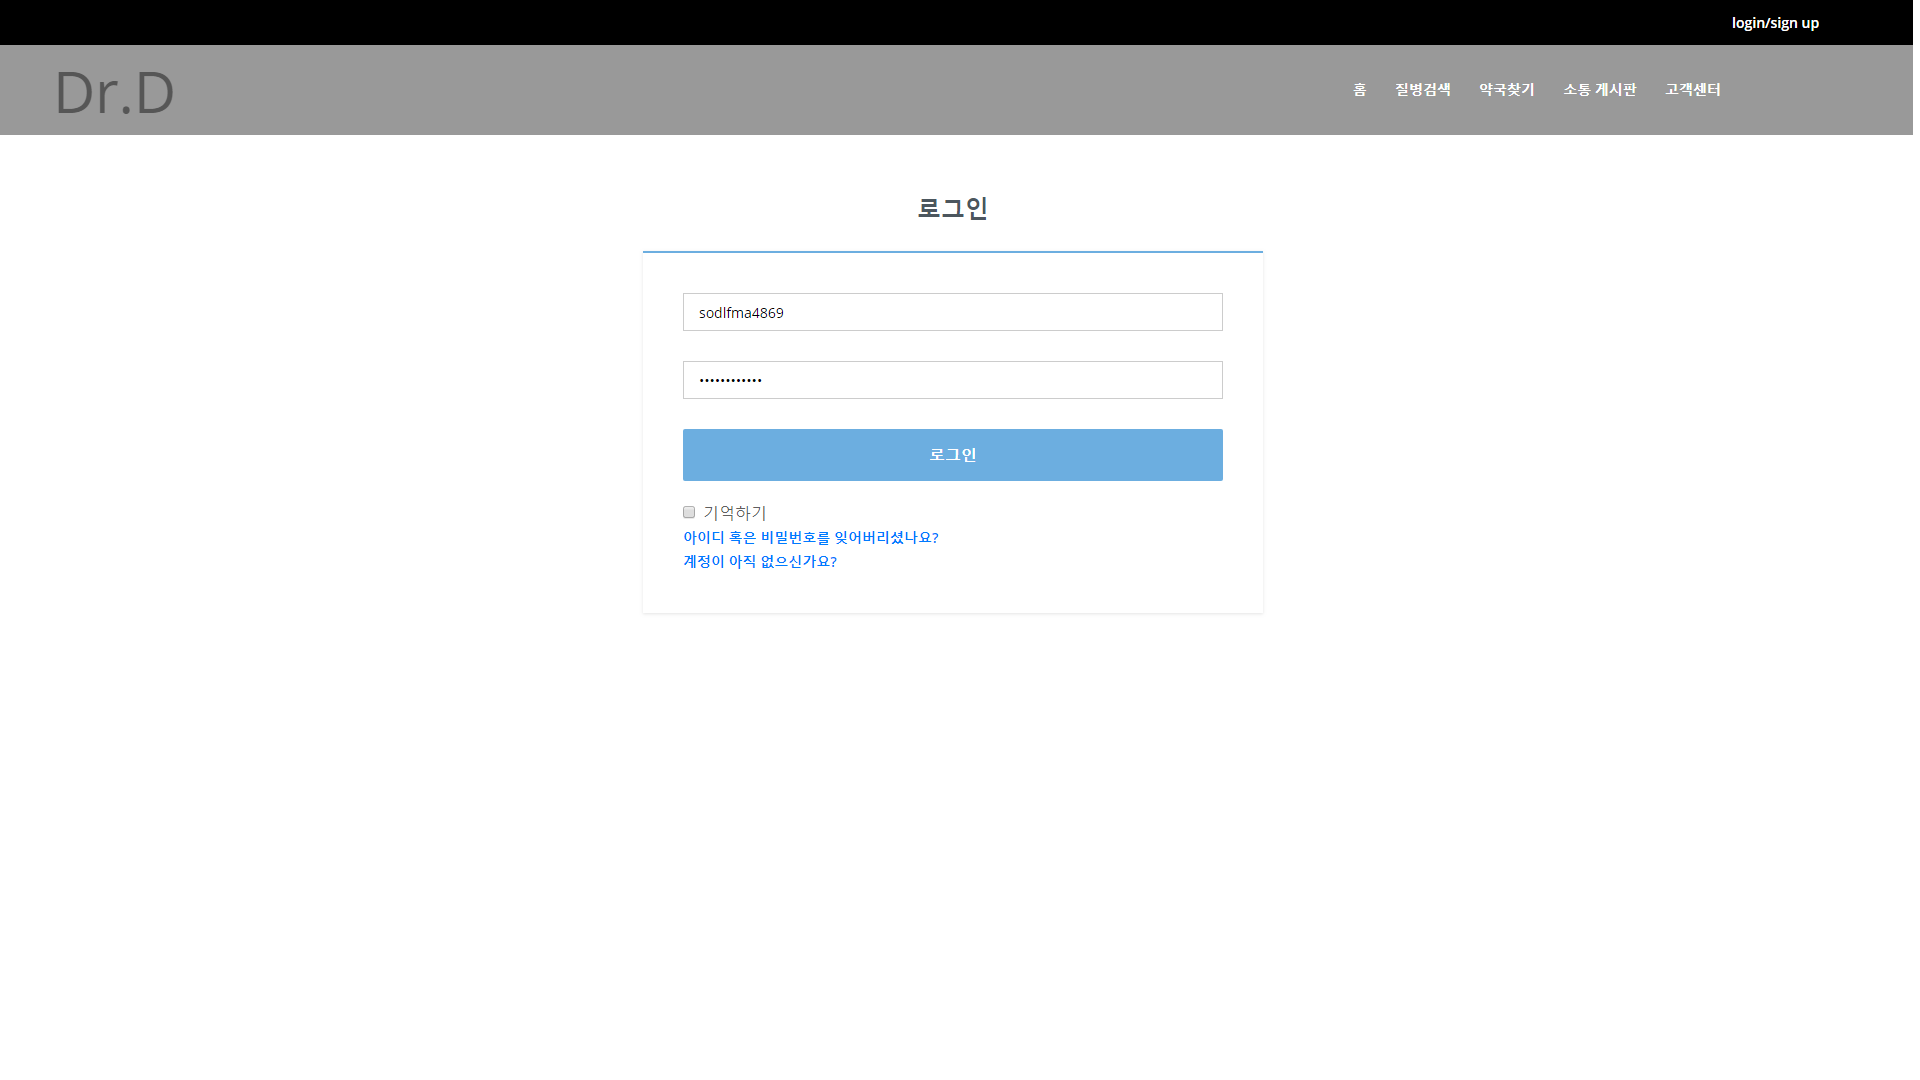 login/sign up
Dr.D
홈 질병검색 약국찾기 소통 게시판 고객센터
로그인
sodlfma4869
••••••••••••
로그인
기억하기
아이디 혹은 비밀번호를 잊어버리셨나요?
계정이 아직 없으신가요?